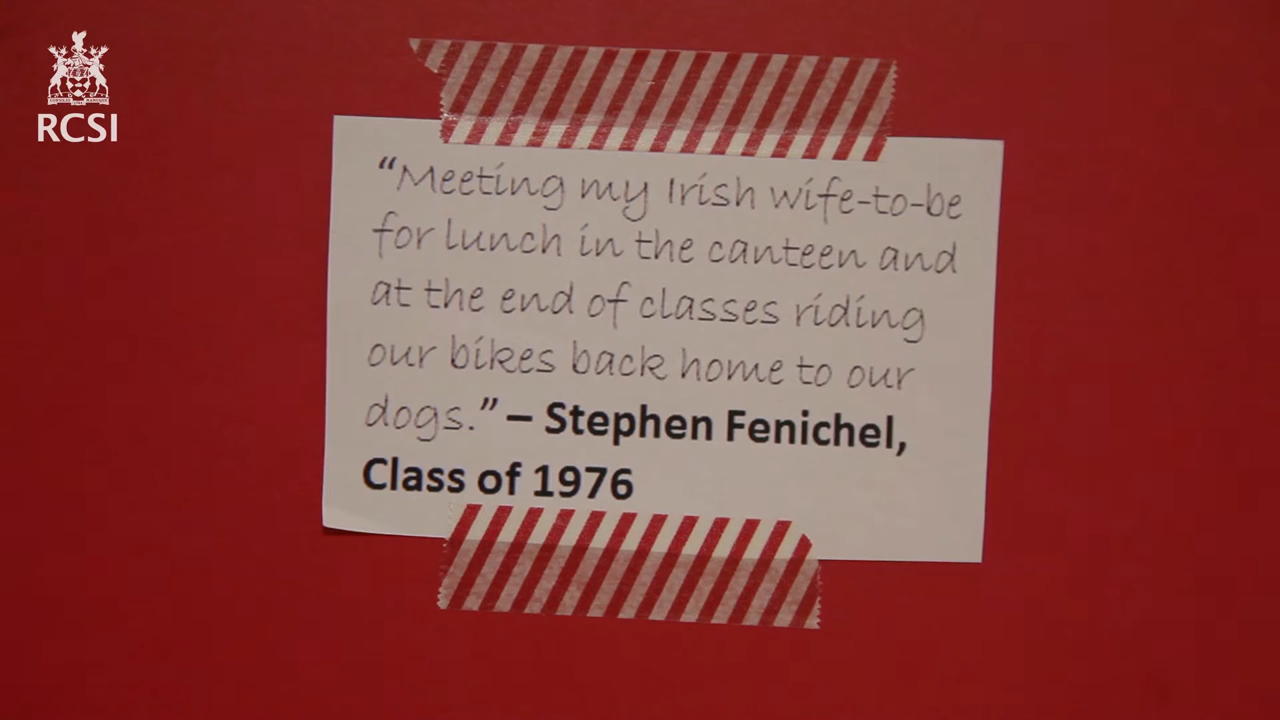 RCSI
“Meeting my Irish wife-to-be
for lunch in the canteen and
at the end of classes riding
our bikes back home to our
dogs.” – Stephen Fenichel,
Class of 1976